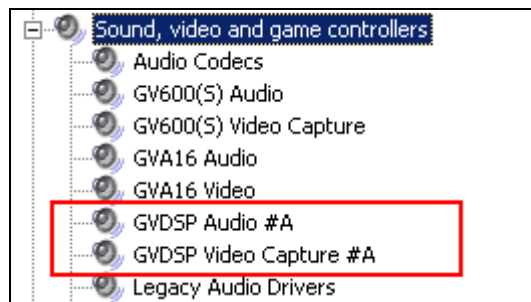 Sound, video and game controllers
Audio Codecs
GV600(S) Audio
GV600(S) Video Capture
GVA16 Audio
GVA16 Video
GVDSP Audio #A
GVDSP Video Capture #A
Legacy Audio Drivers